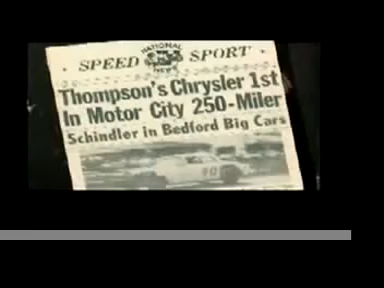 SPEED NATIONAL NEWS SPORT
Thompson's Chrysler 1st
In Motor City 250-Miler
Schindler in Bedford Big Cars